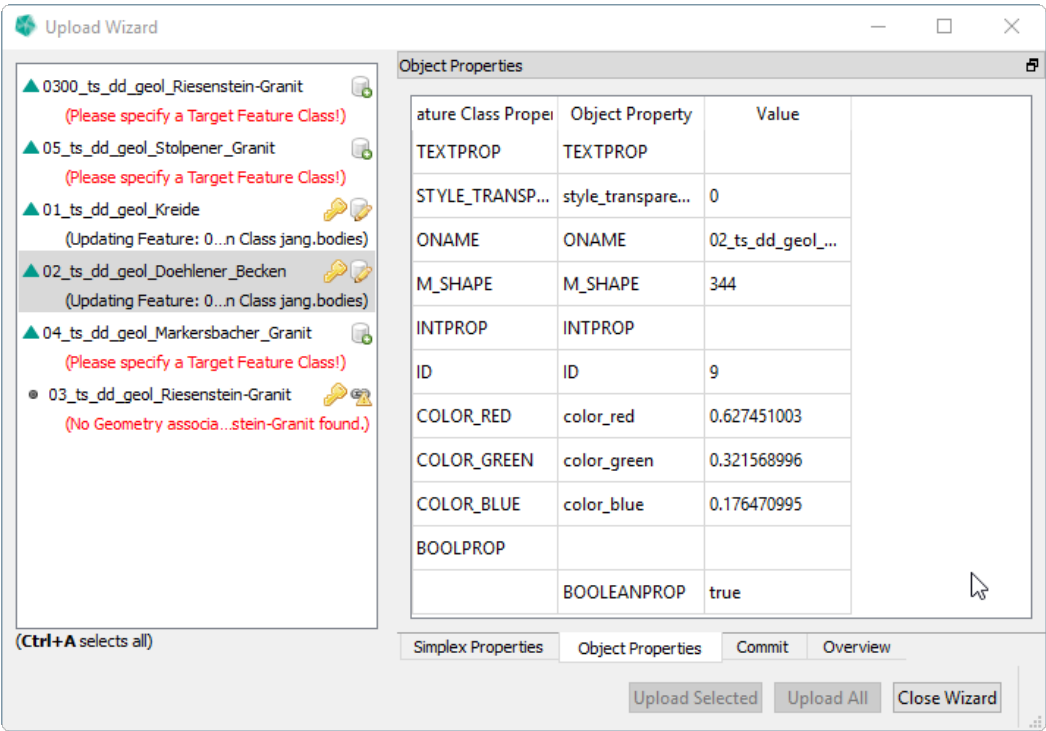 Upload Wizard
0300_ts_dd_geol_Riesenstein-Granit
(Please specify a Target Feature Class!)
05_ts_dd_geol_Stolpener_Granit
(Please specify a Target Feature Class!)
01_ts_dd_geol_Kreide
(Updating Feature: 0...n Class jang.bodies)
02_ts_dd_geol_Doehlener_Becken
(Updating Feature: 0...n Class jang.bodies)
04_ts_dd_geol_Markersbacher_Granit
(Please specify a Target Feature Class!)
03_ts_dd_geol_Riesenstein-Granit
(No Geometry associa...stein-Granit found.)
(Ctrl+A selects all)
Object Properties
ature Class Proper Object Property Value
TEXTPROP TEXTPROP
STYLE_TRANSP... style_transpare... 0
ONAME ONAME 02_ts_dd_geol_...
M_SHAPE M_SHAPE 344
INTPROP INTPROP
ID ID 9
COLOR_RED color_red 0.627451003
COLOR_GREEN color_green 0.321568996
COLOR_BLUE color_blue 0.176470995
BOOLPROP
BOOLEANPROP true
Simplex Properties Object Properties Commit Overview
Upload Selected Upload All Close Wizard